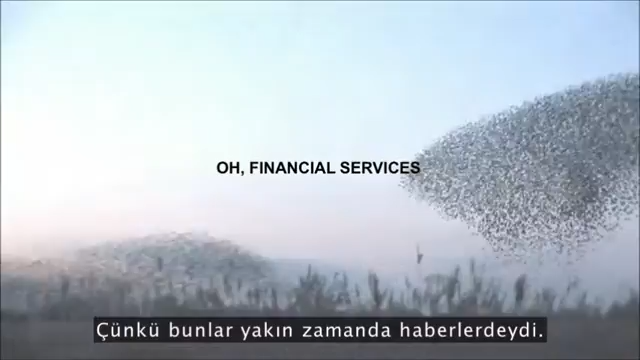 OH, FINANCIAL SERVICES
Çünkü bunlar yakın zamanda haberlerdeydi.